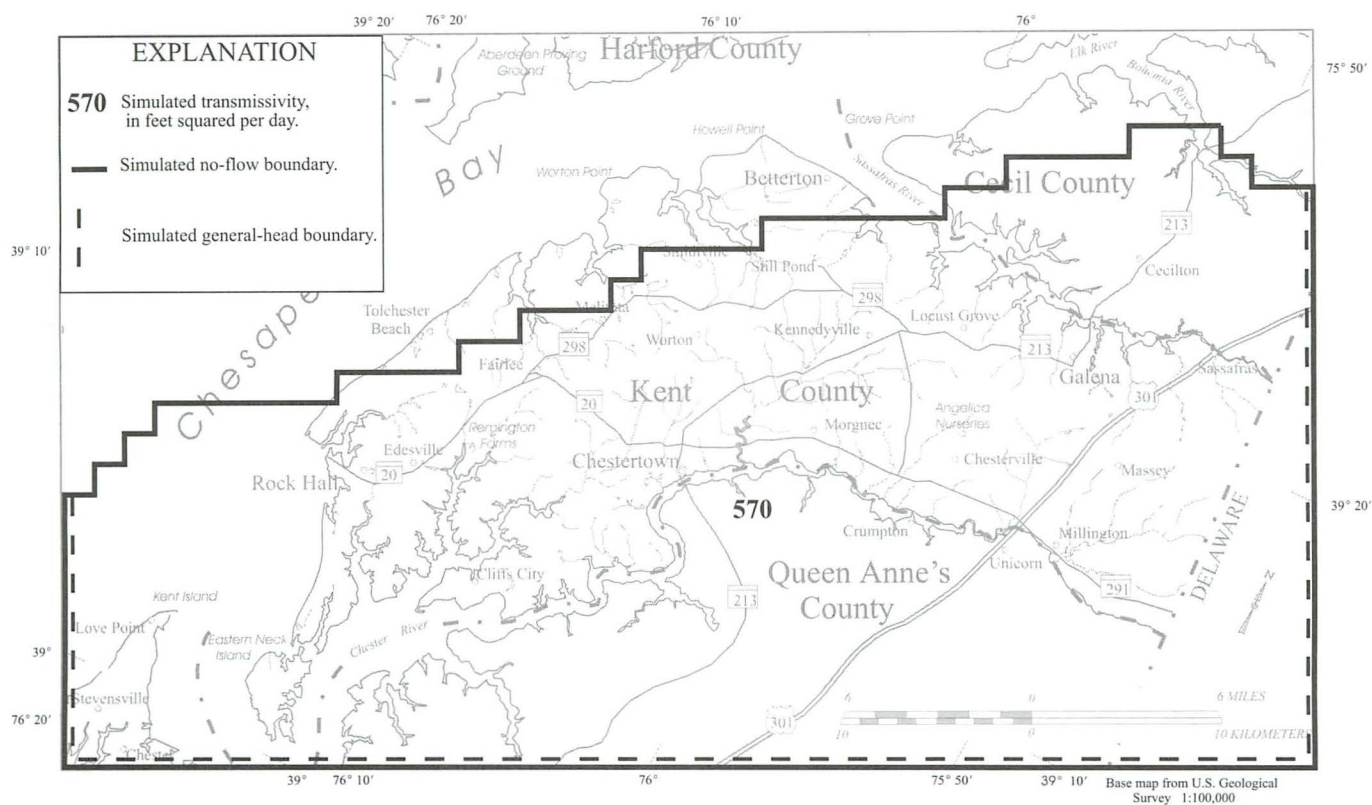 39° 20'
76° 20'
76° 10'
76°
EXPLANATION
570 Simulated transmissivity,
in feet squared per day.
Simulated no-flow boundary.
Simulated general-head boundary.
Aberdeen Proving
Ground
Harford County
Elk River
Bohemia River
75° 50'
Grove Point
Howell Point
Bay
Worton Point
Sassafras River
Betterton
Cecil County
213
39° 10'
Still Pond
Cecilton
Chesape
Tolchester
Beach
298
Locust Grove
Worton
Kennedyville
298
213
Fairlee
Galena
Sassafras
Kent County
20
301
Angelica
Nurseries
Morgnec
Edesville
Farms
Chestertown
Chesterville
Massey
Rock Hall
20
570
39° 20'
Crumpton
Millington
Unicorn
DELAWARE
Cliffs City
Queen Anne's
County
291
N
213
Kent Island
Love Point
Eastern Neck
Island
Chester River
39°
Stevensville
6 0 6 MILES
76° 20'
301
10 0 10 KILOMETERS
Chester
39° 10'
76° 10'
76°
75° 50'
39° 10'
Base map from U.S. Geological
Survey 1:100,000